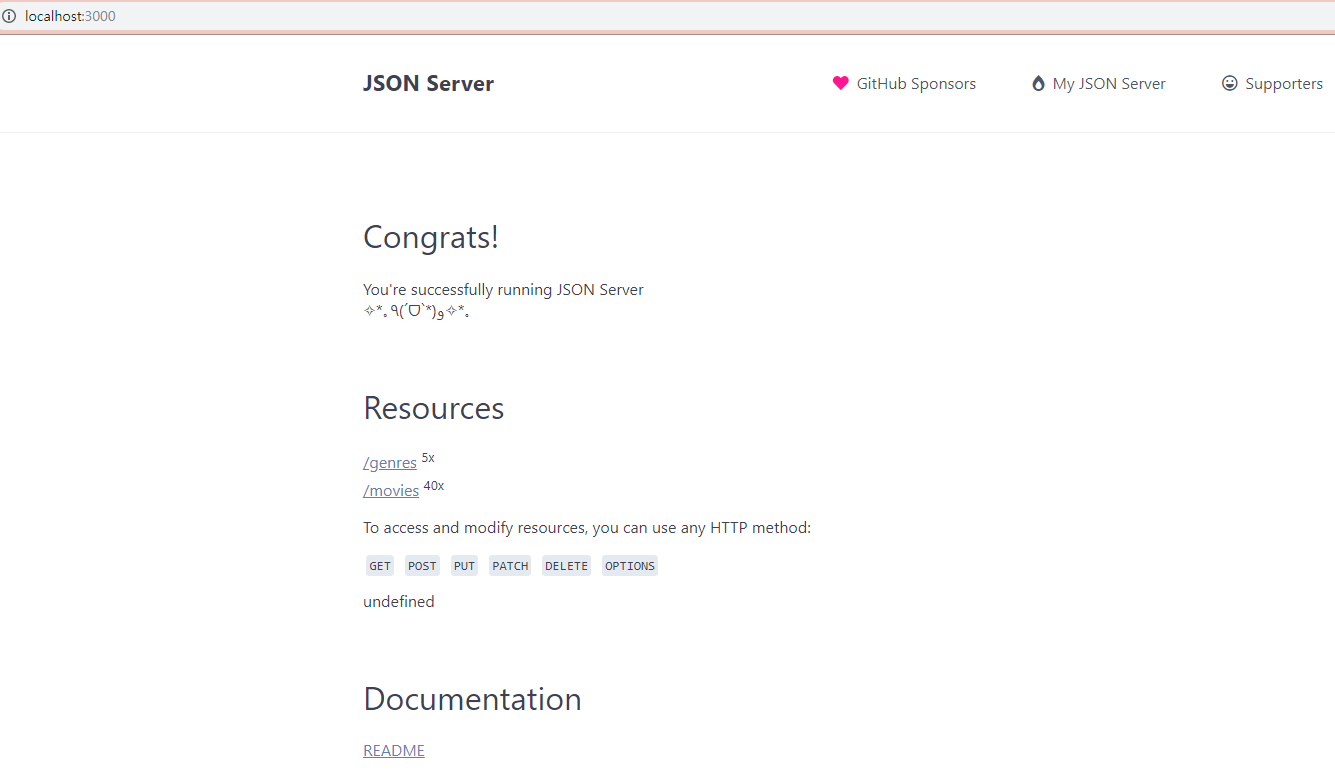 localhost:3000
JSON Server
GitHub Sponsors
My JSON Server
Supporters
Congrats!
You're successfully running JSON Server
✧*｡٩(ˊᗜˋ*)و✧*｡
Resources
/genres 5x
/movies 40x
To access and modify resources, you can use any HTTP method:
GET POST PUT PATCH DELETE OPTIONS
undefined
Documentation
README